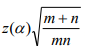 z(α)√((m + n)/(mn))